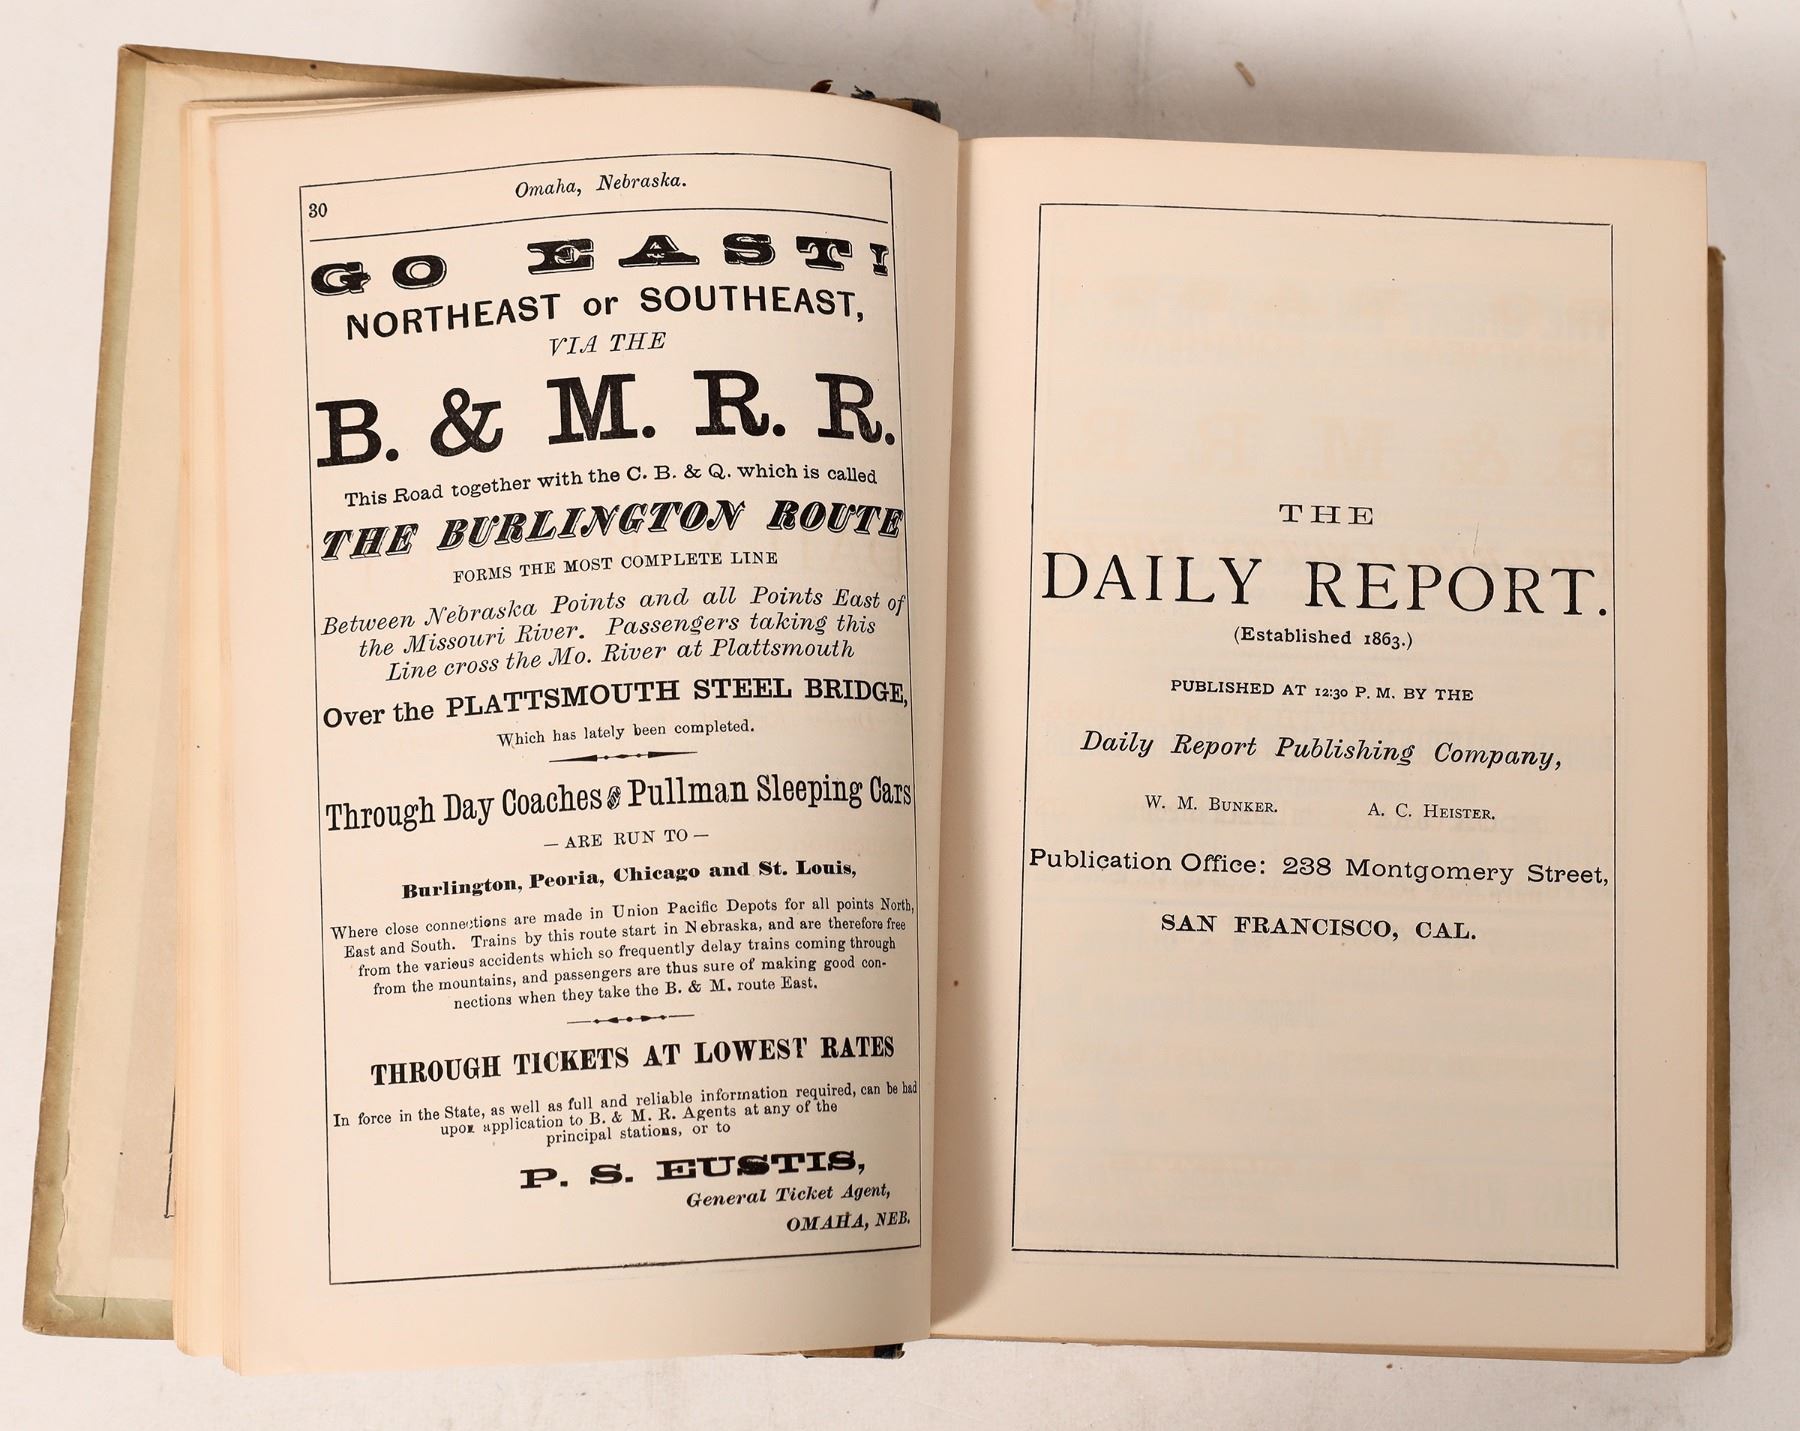 Omaha, Nebraska.
30
GO EAST!
NORTHEAST or SOUTHEAST,
VIA THE
B. & M. R. R.
This Road together with the C. B. & Q. which is called
THE BURLINGTON ROUTE
FORMS THE MOST COMPLETE LINE
Between Nebraska Points and all Points East of
the Missouri River. Passengers taking this
Line cross the Mo. River at Plattsmouth
Over the PLATTSMOUTH STEEL BRIDGE,
Which has lately been completed.
Through Day Coaches and Pullman Sleeping Cars
— ARE RUN TO —
Burlington, Peoria, Chicago and St. Louis,
Where close connections are made in Union Pacific Depots for all points North,
East and South. Trains by this route start in Nebraska, and are therefore free
from the various accidents which so frequently delay trains coming through
from the mountains, and passengers are thus sure of making good con-
nections when they take the B. & M. route East.
THROUGH TICKETS AT LOWEST RATES
In force in the State, as well as full and reliable information required, can be had
upon application to B. & M. R. Agents at any of the
principal stations, or to
P. S. EUSTIS,
General Ticket Agent,
OMAHA, NEB.
THE
DAILY REPORT.
(Established 1863.)
PUBLISHED AT 12:30 P. M. BY THE
Daily Report Publishing Company,
W. M. BUNKER. A. C. HEISTER.
Publication Office: 238 Montgomery Street,
SAN FRANCISCO, CAL.